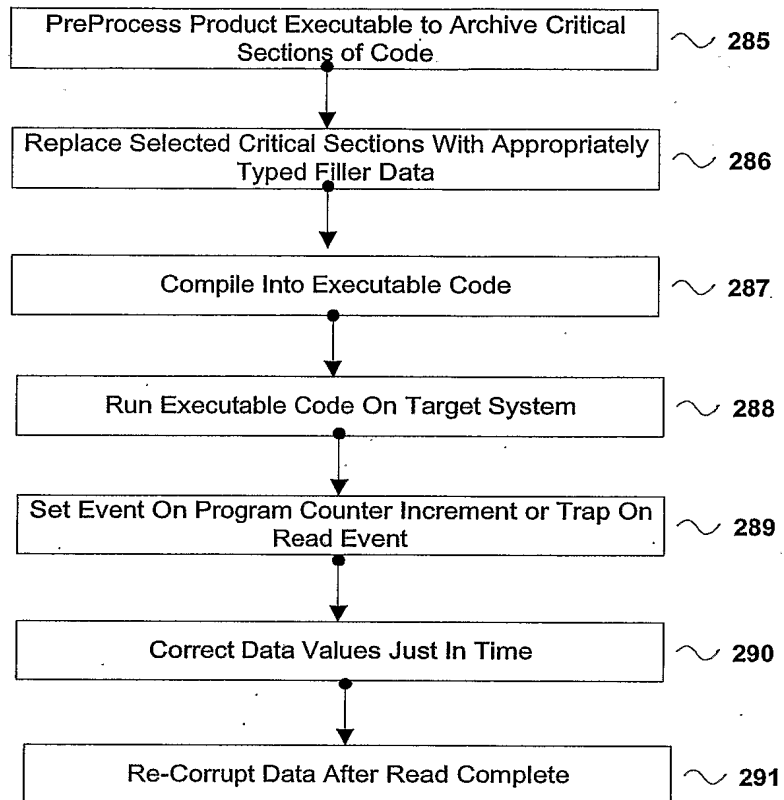 PreProcess Product Executable to Archive Critical
Sections of Code
285
Replace Selected Critical Sections With Appropriately
Typed Filler Data
286
Compile Into Executable Code
287
Run Executable Code On Target System
288
Set Event On Program Counter Increment or Trap On
Read Event
289
Correct Data Values Just In Time
290
Re-Corrupt Data After Read Complete
291